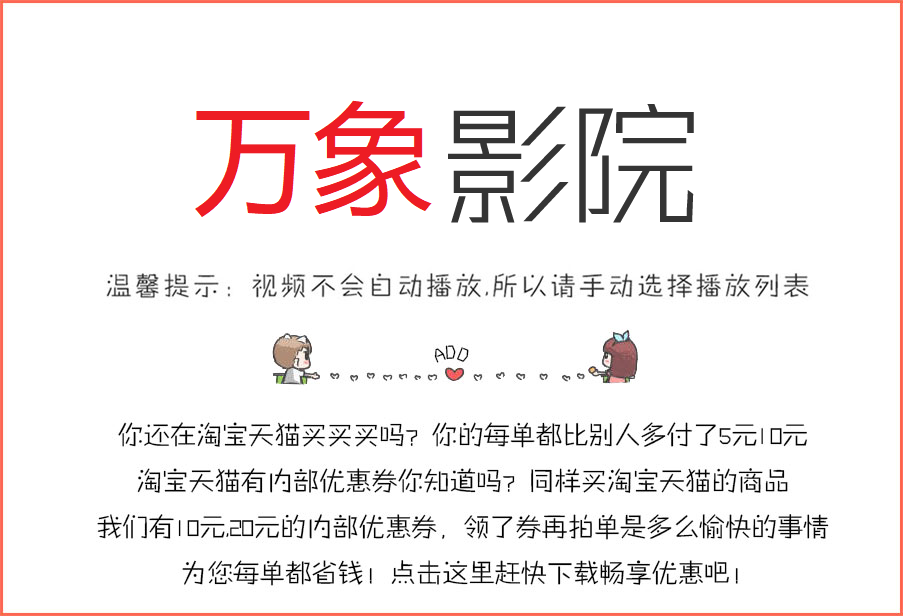 万象影院
温馨提示：视频不会自动播放,所以请手动选择播放列表
ADD
你还在淘宝天猫买买买吗？你的每单都比别人多付了5元10元
淘宝天猫有内部优惠券你知道吗？同样买淘宝天猫的商品
我们有10元,20元的内部优惠券，领了券再拍单是多么愉快的事情
为您每单都省钱！点击这里赶快下载畅享优惠吧！